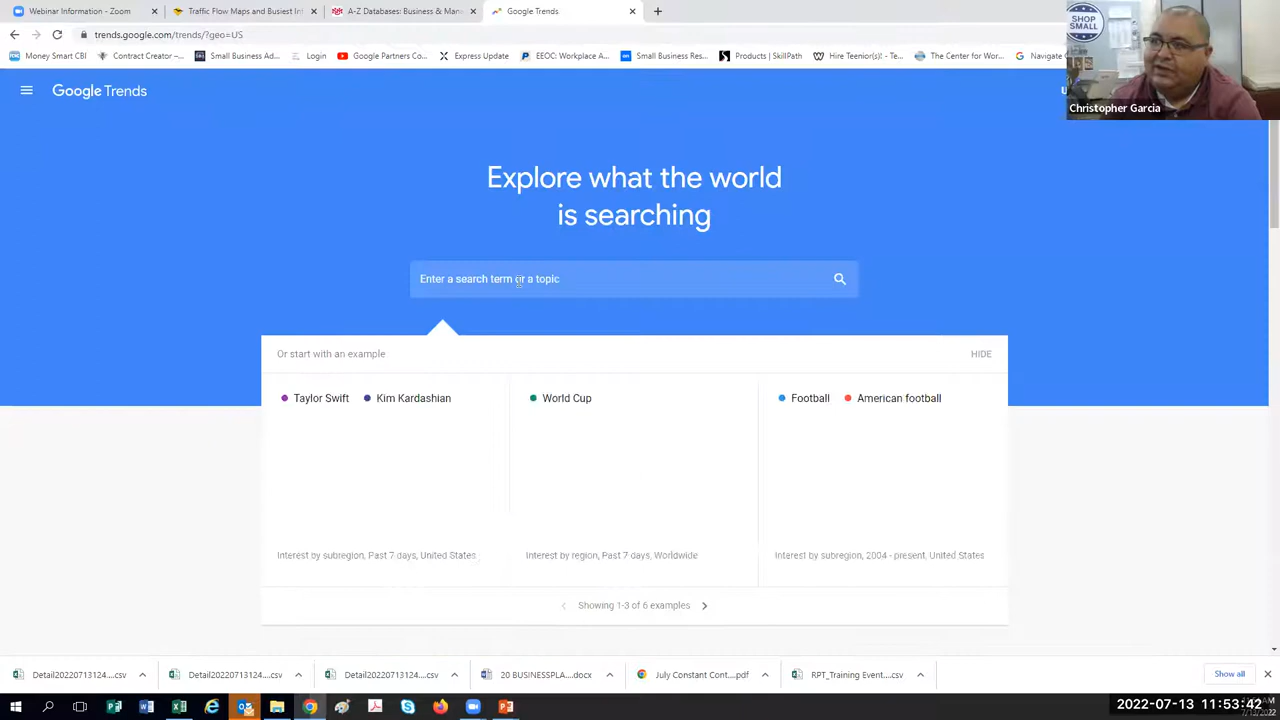 Webinar Information - Zoom
Traffic Flow Maps and Busiest Int
A-Z Databases: Business & Mana
Google Trends
trends.google.com/trends/?geo=US
Money Smart CBI
Contract Creator –...
Small Business Ad...
Login
Google Partners Co...
Express Update
EEOC: Workplace A...
Small Business Res...
Products | SkillPath
Hire Teenior(s)! - Te...
The Center for Wor...
Navigate
SHOP
SMALL
Christopher Garcia
Google Trends
Explore what the world
is searching
Enter a search term or a topic
Or start with an example
HIDE
Taylor Swift
Kim Kardashian
World Cup
Football
American football
Interest by subregion, Past 7 days, United States
Interest by region, Past 7 days, Worldwide
Interest by subregion, 2004 - present, United States
Showing 1-3 of 6 examples
Detail20220713124....csv
Detail20220713124....csv
Detail20220713124....csv
20 BUSINESSPLA....docx
July Constant Cont....pdf
RPT_Training Event....csv
Show all
2022-07-13 11:53:42